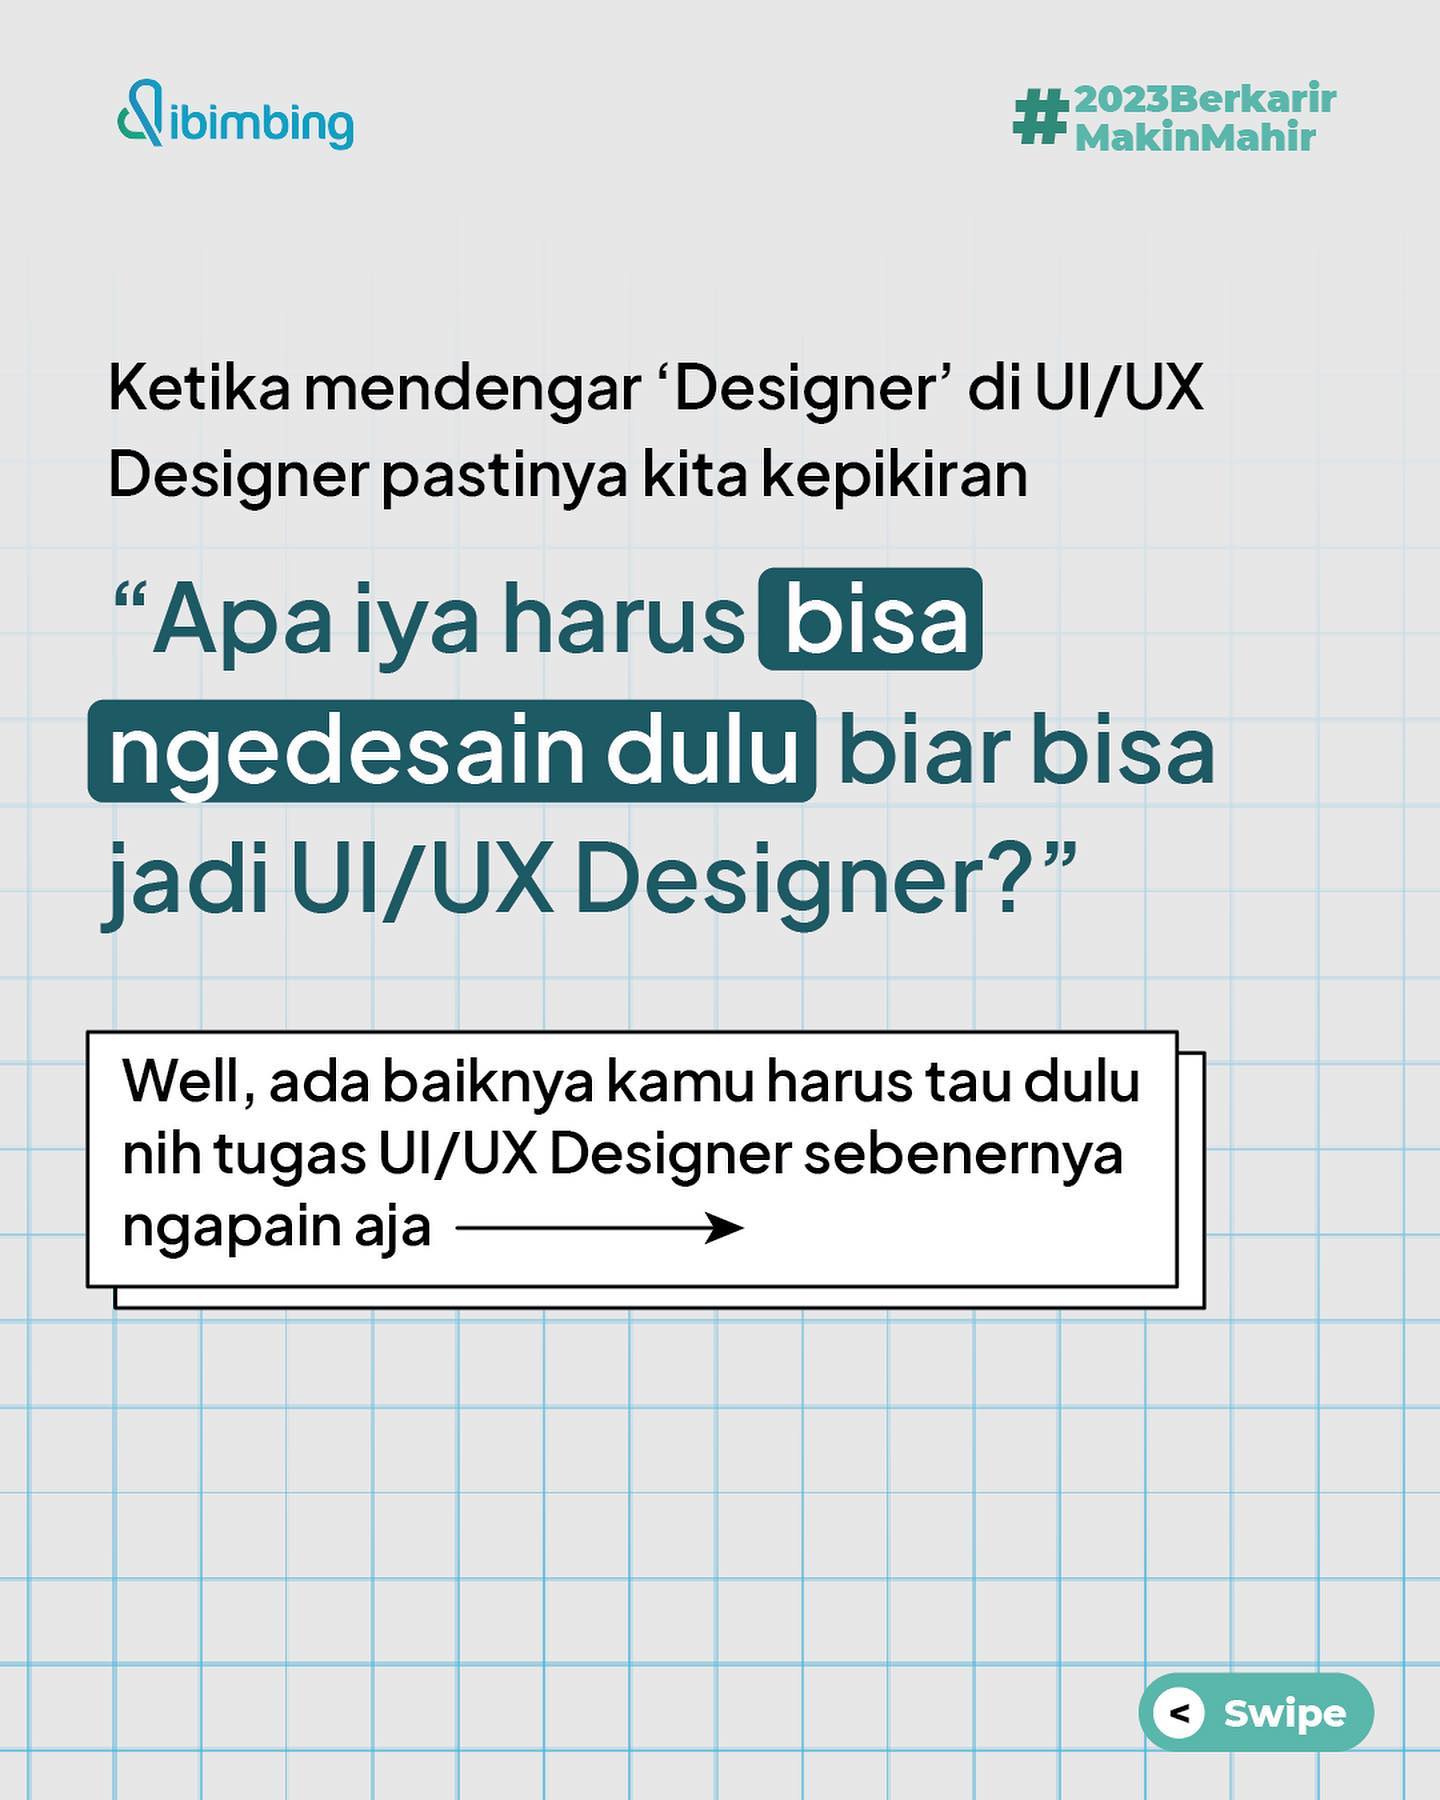 ibimbing
#2023Berkarir
MakinMahir
Ketika mendengar ‘Designer’ di UI/UX
Designer pastinya kita kepikiran
“Apa iya harus bisa
ngedesain dulu biar bisa
jadi UI/UX Designer?”
Well, ada baiknya kamu harus tau dulu
nih tugas UI/UX Designer sebenernya
ngapain aja
< Swipe